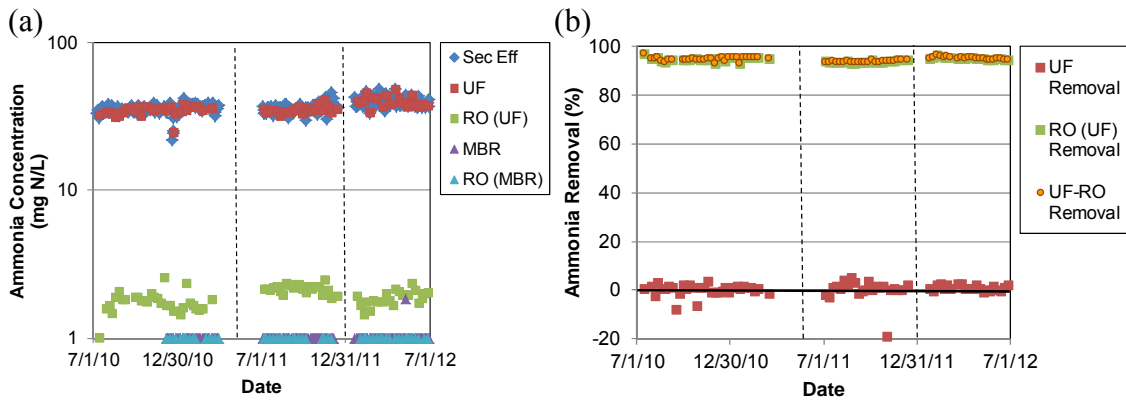 (a)
Ammonia Concentration
(mg N/L)
100
10
1
7/1/10
12/30/10
7/1/11
12/31/11
7/1/12
Date
Sec Eff
UF
RO (UF)
MBR
RO (MBR)
(b)
Ammonia Removal (%)
100
80
60
40
20
0
-20
7/1/10
12/30/10
7/1/11
12/31/11
7/1/12
Date
UF
Removal
RO (UF)
Removal
UF-RO
Removal